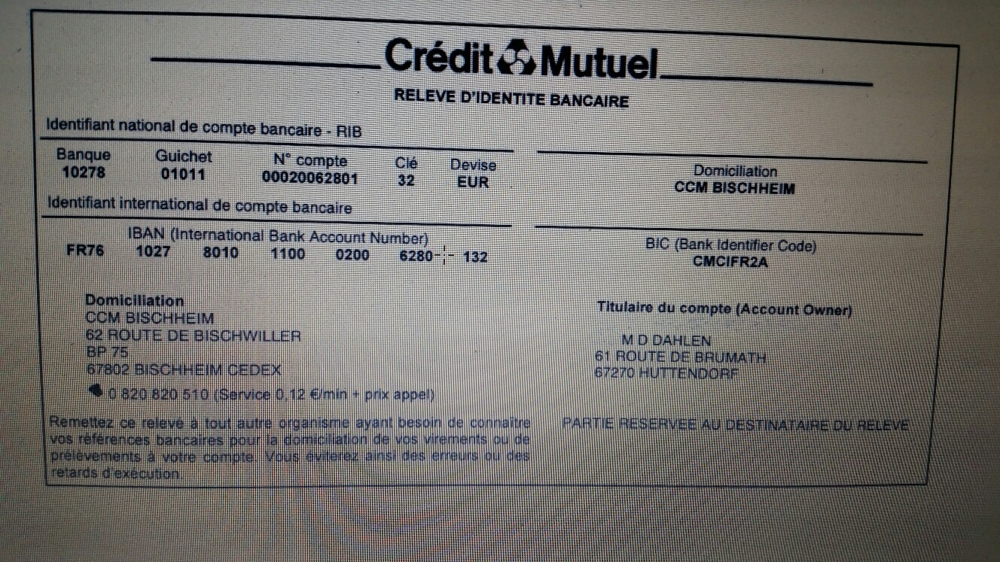 Crédit Mutuel
RELEVE D'IDENTITE BANCAIRE
Identifiant national de compte bancaire - RIB
Banque Guichet N° compte Clé Devise
10278 01011 00020062801 32 EUR
Domiciliation
CCM BISCHHEIM
Identifiant international de compte bancaire
IBAN (International Bank Account Number)
FR76 1027 8010 1100 0200 6280 132
BIC (Bank Identifier Code)
CMCIFR2A
Domiciliation
CCM BISCHHEIM
62 ROUTE DE BISCHWILLER
BP 75
67802 BISCHHEIM CEDEX
0 820 820 510 (Service 0,12 €/min + prix appel)
Titulaire du compte (Account Owner)
M D DAHLEN
61 ROUTE DE BRUMATH
67270 HUTTENDORF
Remettez ce relevé à tout autre organisme ayant besoin de connaître
vos références bancaires pour la domiciliation de vos virements ou de
prélèvements à votre compte. Vous éviterez ainsi des erreurs ou des
retards d'exécution.
PARTIE RESERVEE AU DESTINATAIRE DU RELEVE